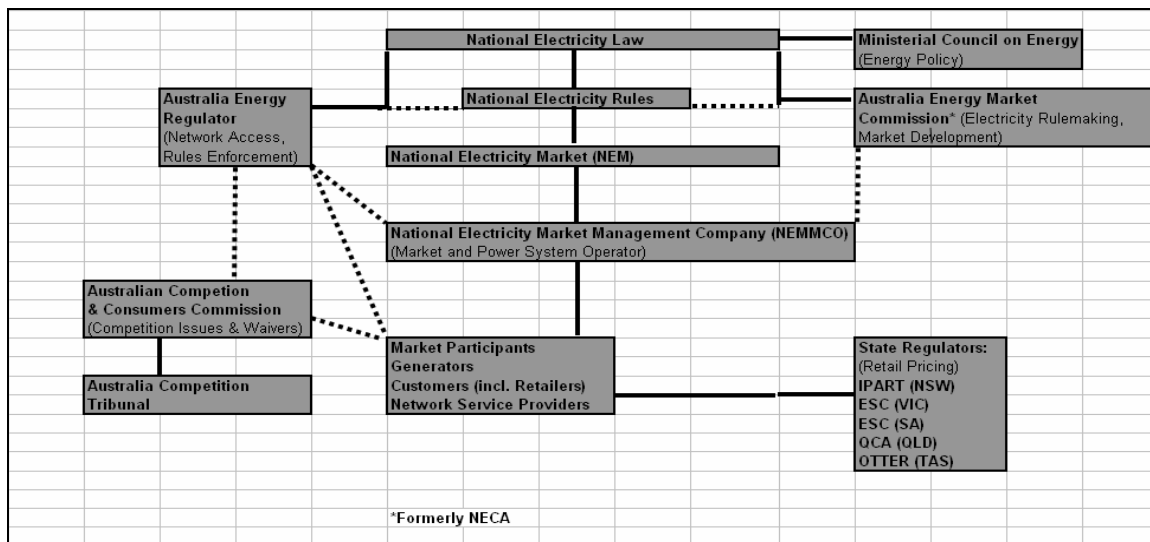 National Electricity Law
Ministerial Council on Energy
(Energy Policy)
Australia Energy
Regulator
(Network Access,
Rules Enforcement)
National Electricity Rules
Australia Energy Market
Commission* (Electricity Rulemaking,
Market Development)
National Electricity Market (NEM)
National Electricity Market Management Company (NEMMCO)
(Market and Power System Operator)
Australian Competion
& Consumers Commission
(Competition Issues & Waivers)
Australia Competition
Tribunal
Market Participants
Generators
Customers (incl. Retailers)
Network Service Providers
State Regulators:
(Retail Pricing)
IPART (NSW)
ESC (VIC)
ESC (SA)
QCA (QLD)
OTTER (TAS)
*Formerly NECA